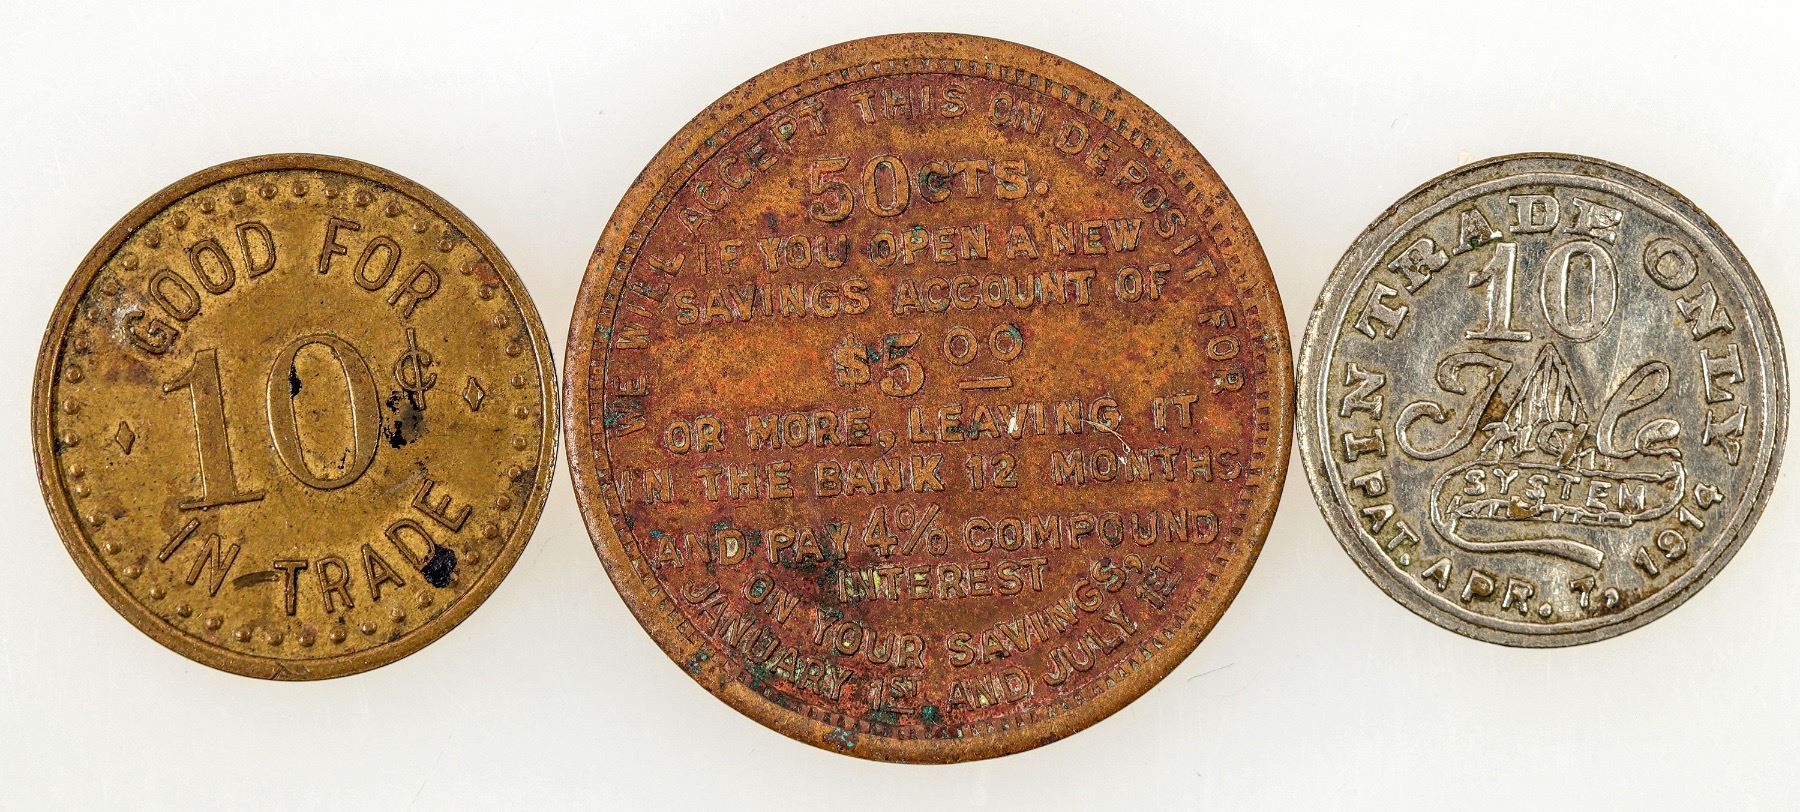 GOOD FOR
10¢
IN TRADE
WE WILL ACCEPT THIS ON DEPOSIT FOR
50CTS.
IF YOU OPEN A NEW
SAVINGS ACCOUNT OF
$5 00
OR MORE, LEAVING IT
IN THE BANK 12 MONTHS
AND PAY 4% COMPOUND
INTEREST
ON YOUR SAVINGS,
JANUARY 1ST AND JULY 1ST
IN TRADE ONLY
10
SYSTEM
PAT. APR. 7, 1914